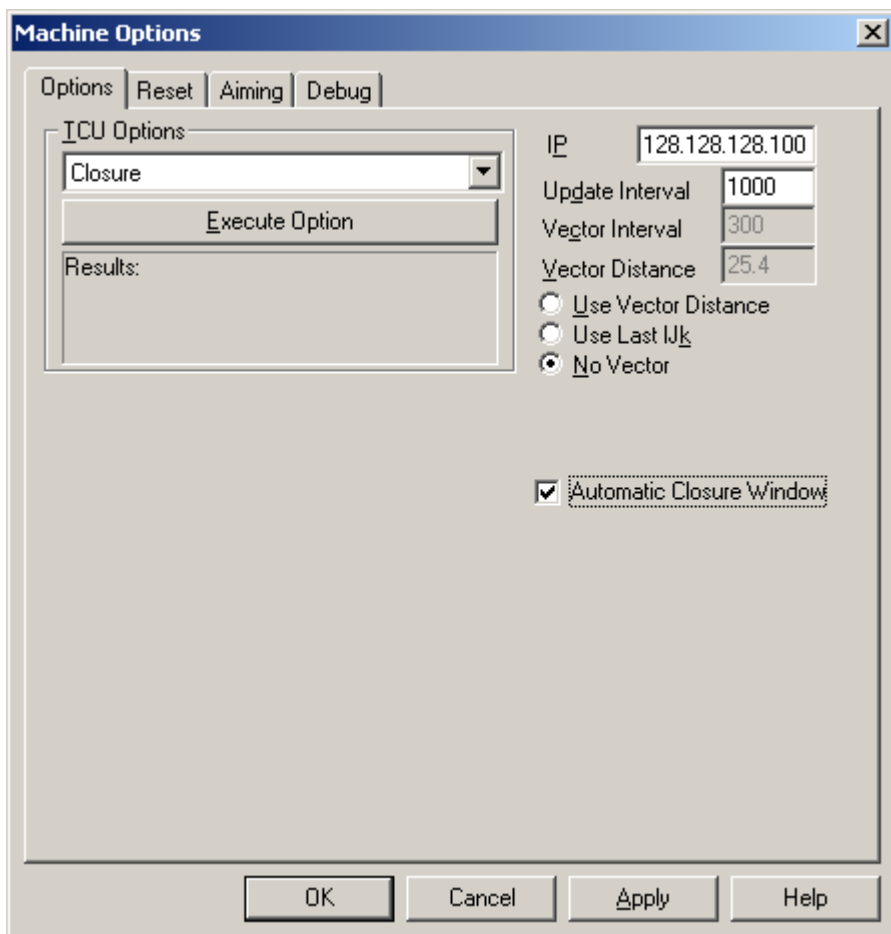 Machine Options
Options Reset Aiming Debug
TCU Options
Closure
Execute Option
Results:
IP 128.128.128.100
Update Interval 1000
Vector Interval 300
Vector Distance 25.4
Use Vector Distance
Use Last IJk
No Vector
Automatic Closure Window
OK Cancel Apply Help